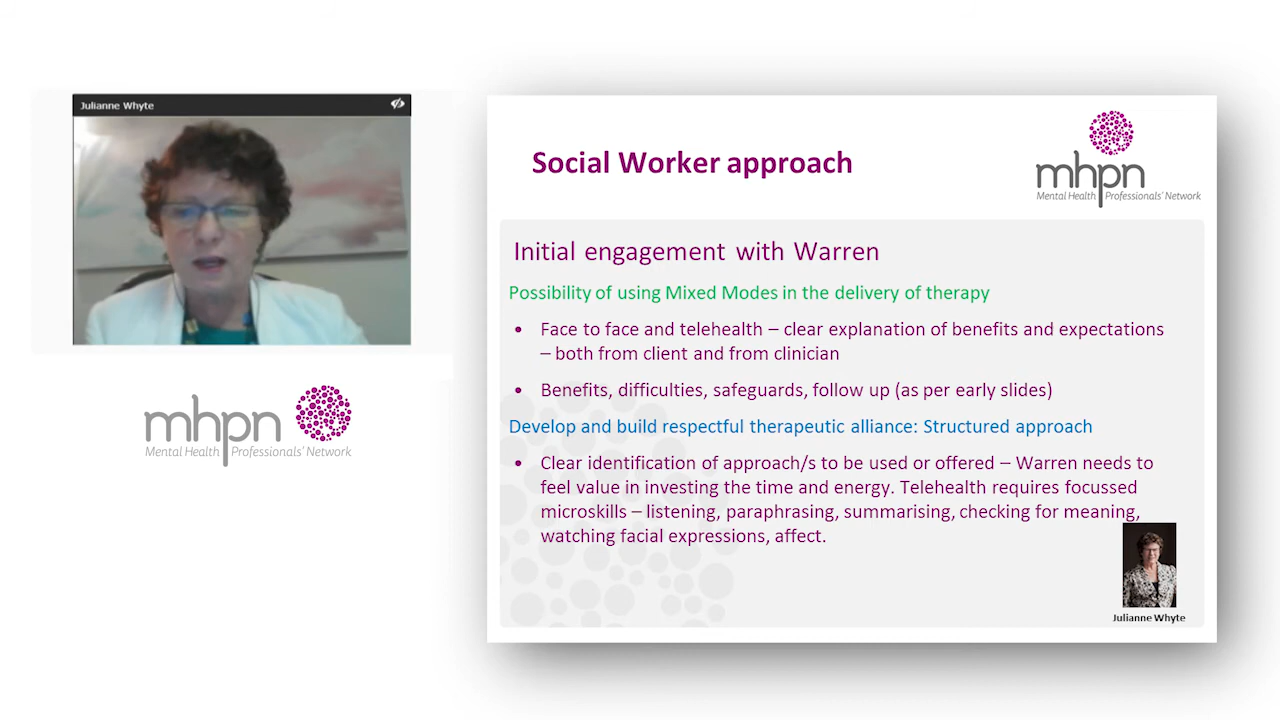 Julianne Whyte
mhpn
Mental Health Professionals' Network
Social Worker approach
mhpn
Mental Health Professionals' Network
Initial engagement with Warren
Possibility of using Mixed Modes in the delivery of therapy
• Face to face and telehealth – clear explanation of benefits and expectations
– both from client and from clinician
• Benefits, difficulties, safeguards, follow up (as per early slides)
Develop and build respectful therapeutic alliance: Structured approach
• Clear identification of approach/s to be used or offered – Warren needs to
feel value in investing the time and energy. Telehealth requires focussed
microskills – listening, paraphrasing, summarising, checking for meaning,
watching facial expressions, affect.
Julianne Whyte